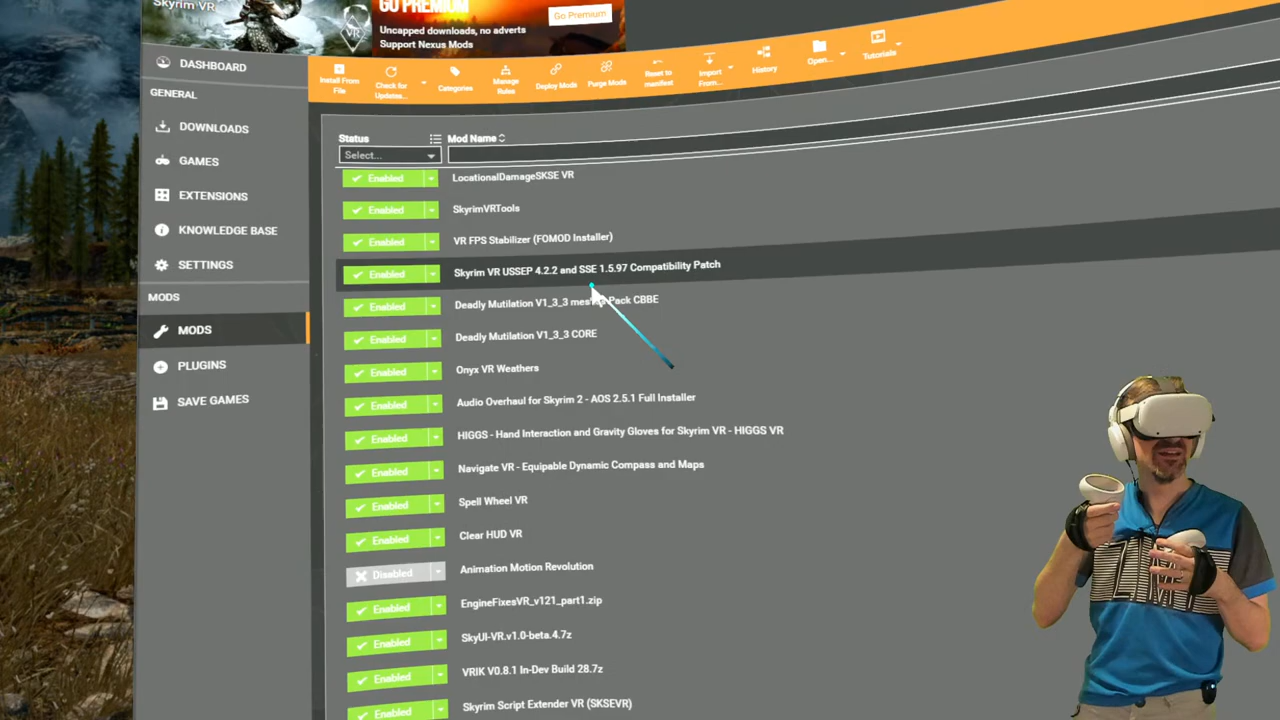 Skyrim VR
VR
GO PREMIUM
Uncapped downloads, no adverts
Support Nexus Mods
Go Premium
DASHBOARD
GENERAL
DOWNLOADS
GAMES
EXTENSIONS
KNOWLEDGE BASE
SETTINGS
MODS
MODS
PLUGINS
SAVE GAMES
Install From
File
Check for
Updates...
Categories
Manage
Rules
Deploy Mods
Purge Mods
Reset to
manifest
Import
From...
History
Open...
Tutorials
Status
Mod Name
Select...
Enabled LocationalDamageSKSE VR
Enabled SkyrimVRTools
Enabled VR FPS Stabilizer (FOMOD Installer)
Enabled Skyrim VR USSEP 4.2.2 and SSE 1.5.97 Compatibility Patch
Enabled Deadly Mutilation V1_3_3 Pack CBBE
Enabled Deadly Mutilation V1_3_3 CORE
Enabled Onyx VR Weathers
Enabled Audio Overhaul for Skyrim 2 - AOS 2.5.1 Full Installer
Enabled HIGGS - Hand Interaction and Gravity Gloves for Skyrim VR - HIGGS VR
Enabled Navigate VR - Equipable Dynamic Compass and Maps
Enabled Spell Wheel VR
Enabled Clear HUD VR
Disabled Animation Motion Revolution
Enabled EngineFixesVR_v121_part1.zip
Enabled SkyUI-VR.v1.0-beta.4.7z
Enabled VRIK V0.8.1 In-Dev Build 28.7z
Enabled Skyrim Script Extender VR (SKSEVR)